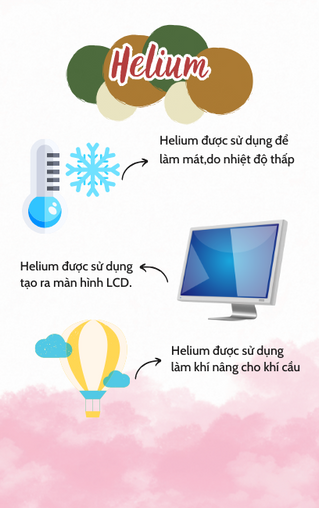 Helium
Helium được sử dụng để
làm mát,do nhiệt độ thấp
Helium được sử dụng
tạo ra màn hình LCD.
Helium được sử dụng
làm khí nâng cho khí cầu